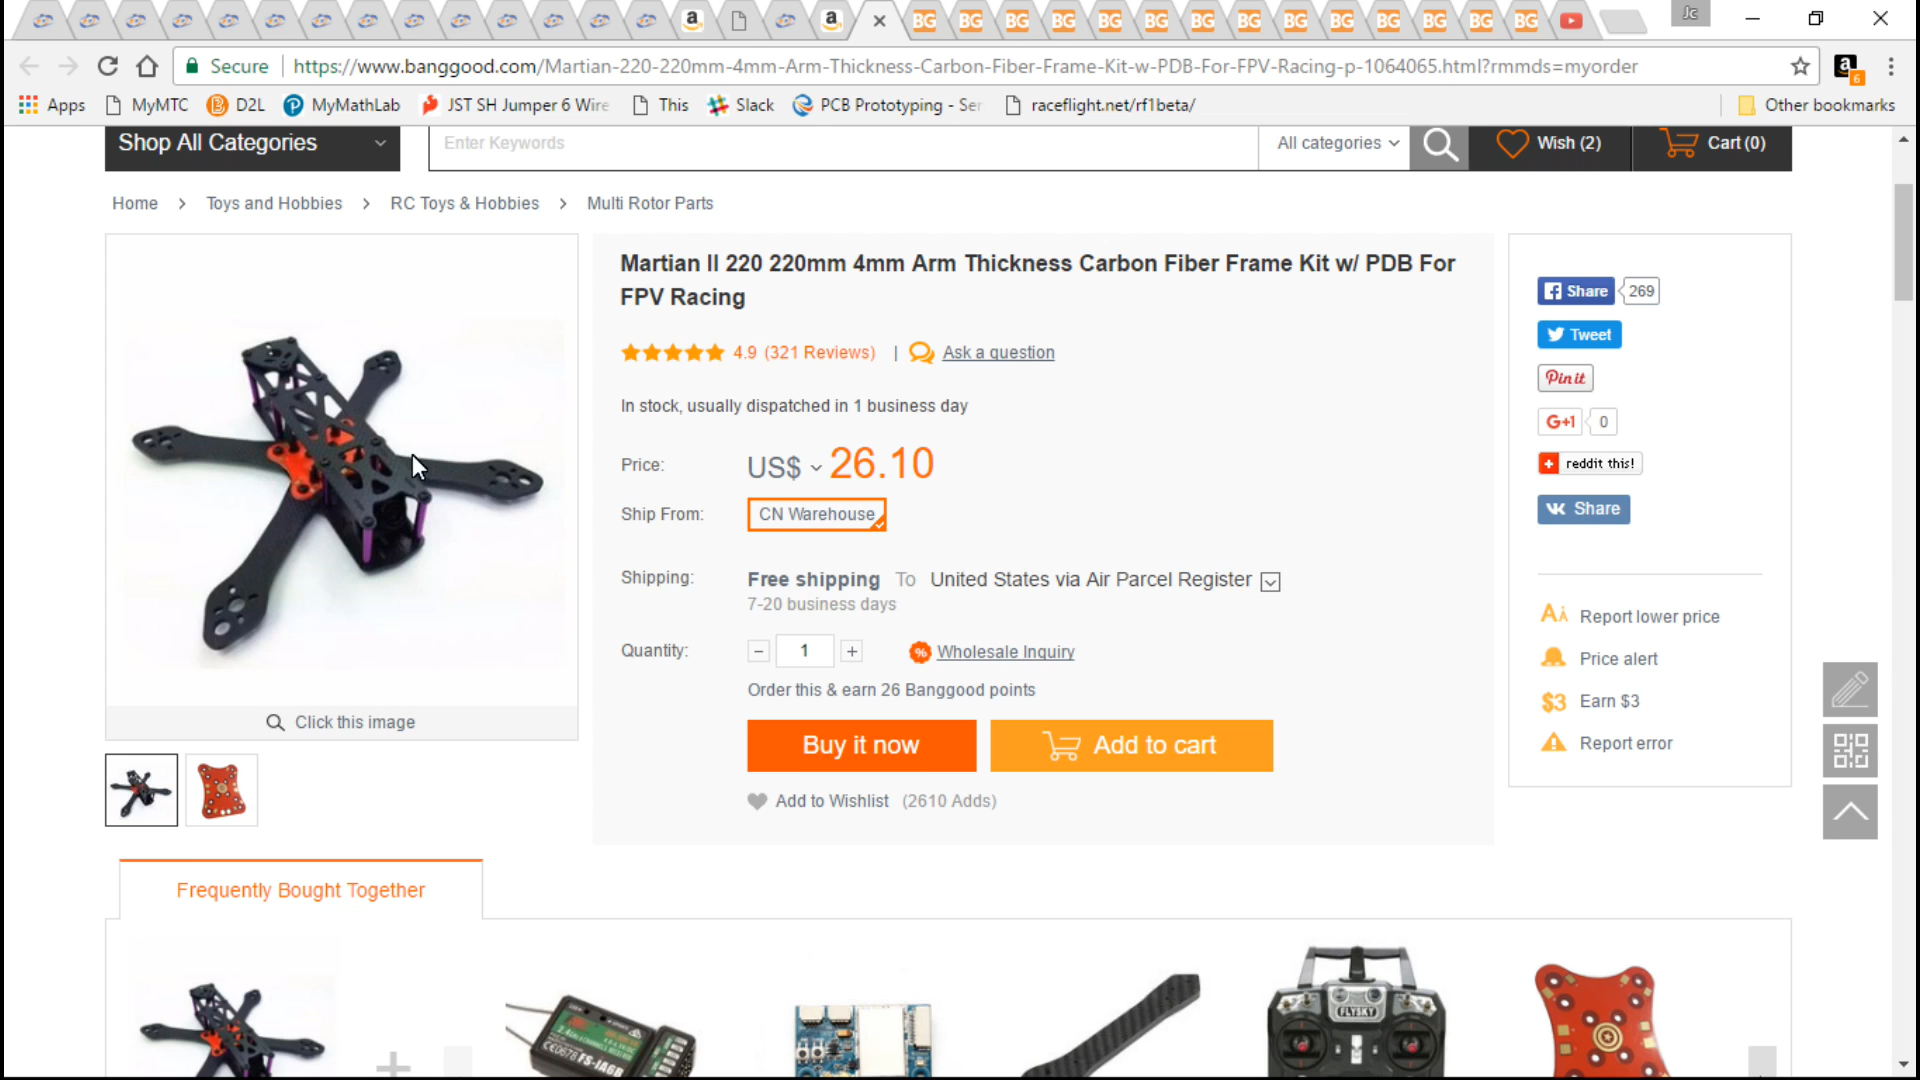 Jc
Secure
https://www.banggood.com/Martian-220-220mm-4mm-Arm-Thickness-Carbon-Fiber-Frame-Kit-w-PDB-For-FPV-Racing-p-1064065.html?rmmds=myorder
6
Apps MyMTC D2L MyMathLab JST SH Jumper 6 Wire This Slack PCB Prototyping - Ser raceflight.net/rf1beta/ Other bookmarks
Shop All Categories Enter Keywords All categories Wish (2) Cart (0)
Home > Toys and Hobbies > RC Toys & Hobbies > Multi Rotor Parts
Martian II 220 220mm 4mm Arm Thickness Carbon Fiber Frame Kit w/ PDB For
FPV Racing
4.9 (321 Reviews) | Ask a question
In stock, usually dispatched in 1 business day
Price: US$ 26.10
Ship From: CN Warehouse
Shipping: Free shipping To United States via Air Parcel Register
7-20 business days
Quantity: - 1 + Wholesale Inquiry
Order this & earn 26 Banggood points
Buy it now Add to cart
Add to Wishlist (2610 Adds)
Click this image
Share 269
Tweet
Pin it
G+1 0
reddit this!
Share
Report lower price
Price alert
$3 Earn $3
Report error
Frequently Bought Together
FS-iA6B
FLYSKY